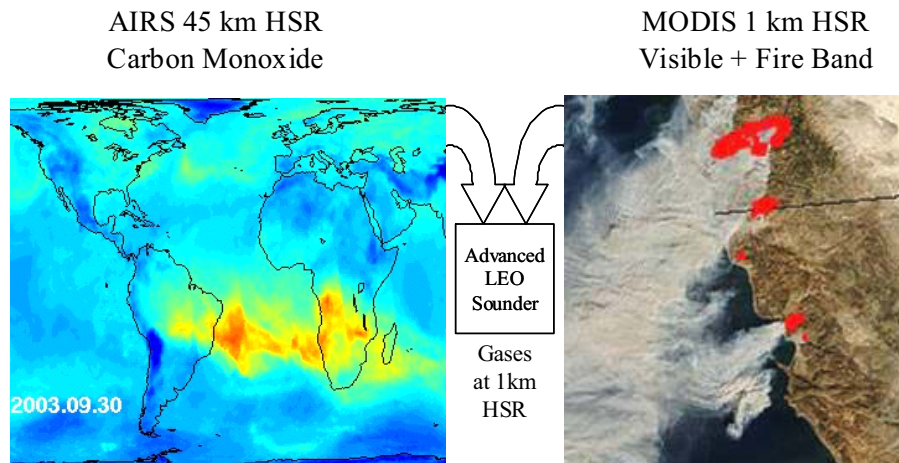 AIRS 45 km HSR
Carbon Monoxide
MODIS 1 km HSR
Visible + Fire Band
Advanced
LEO
Sounder
Gases
at 1km
HSR
2003.09.30